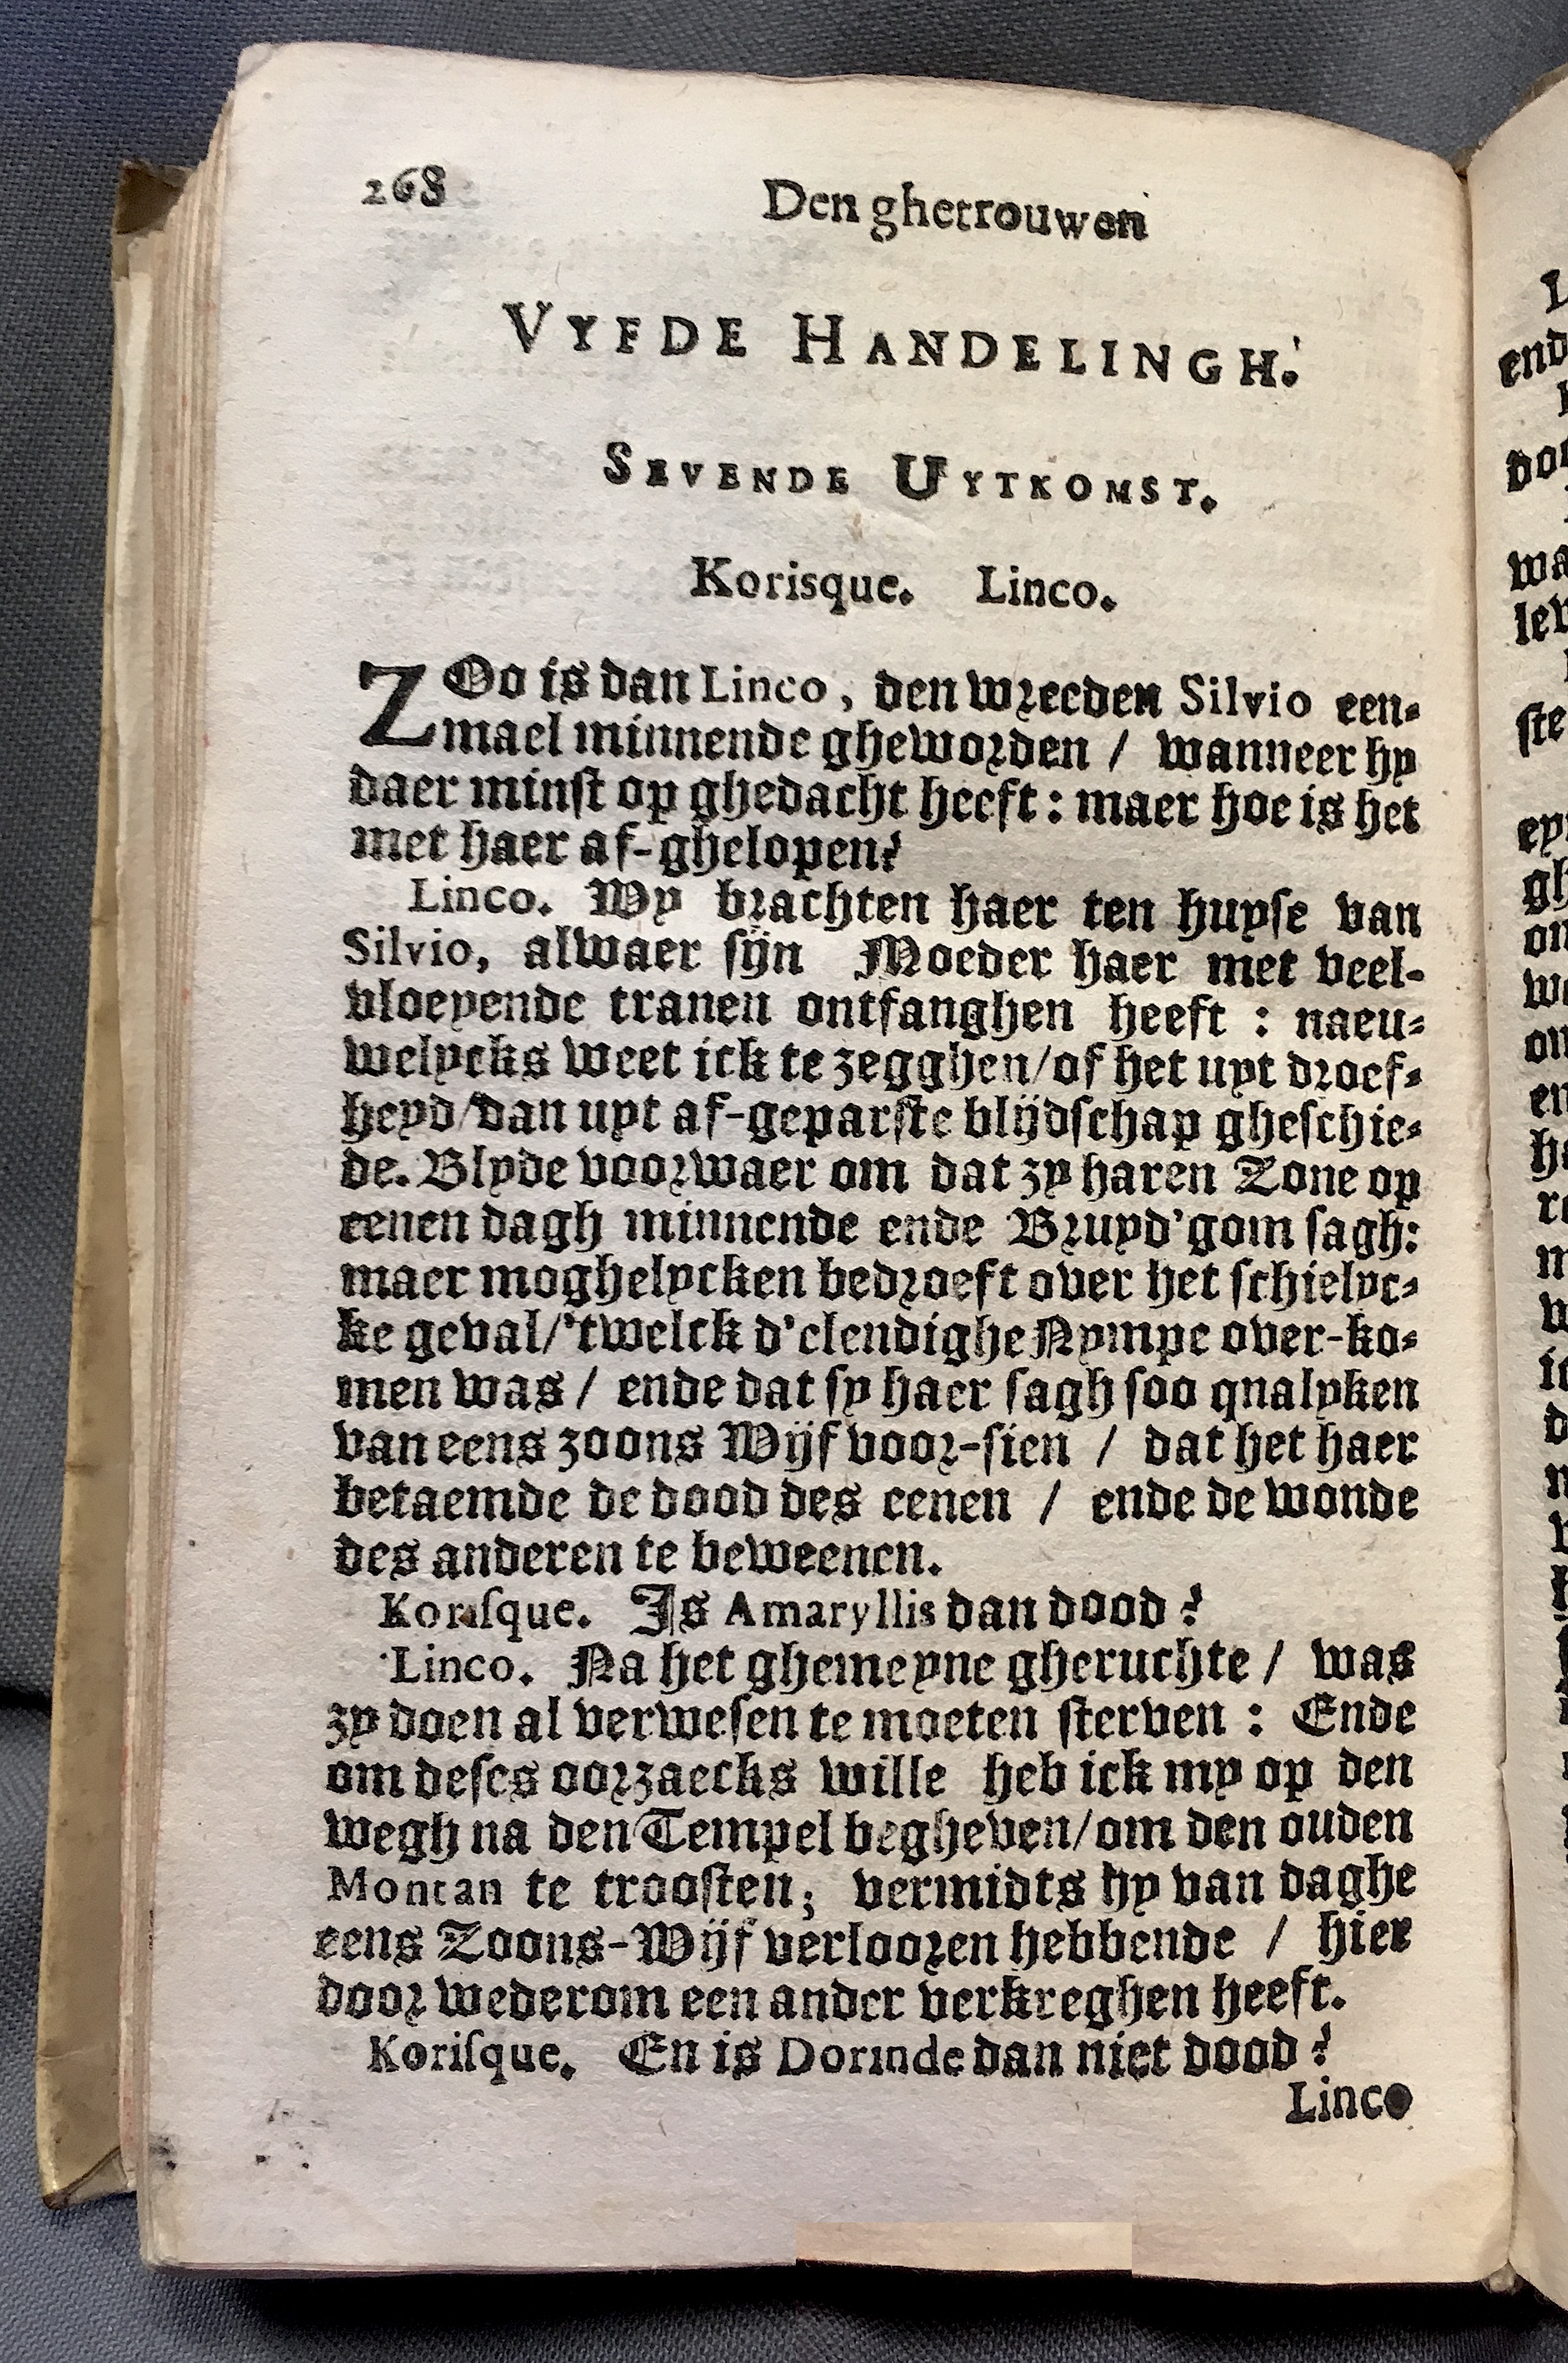 268
Den ghetrouwen
VYFDE HANDELINGH.
SEVENDE UYTKOMST.
Korisque. Linco.
ZOo is dan Linco, den wreeden Silvio een-
mael minnende gheworden / wanneer hy
daer minst op ghedacht heeft: maer hoe is het
met haer af-ghelopen?
Linco. Wy brachten haer ten huyse van
Silvio, alwaer sijn Moeder haer met veel-
vloeyende tranen ontfanghen heeft : naeu-
welycks weet ick te zegghen/of het uyt droef-
heyd/dan uyt af-geparste blijdschap gheschie-
de. Blyde voorwaer om dat zy haren Zone op
eenen dagh minnende ende Bruyd'gom sagh:
maer moghelycken bedroeft over het schielyc-
ke geval/'twelck d'elendighe Nympe over-ko-
men was / ende dat sy haer sagh soo qnalyken
van eens zoons Wijf voor-sien / dat het haer
betaemde de dood des eenen / ende de wonde
des anderen te beweenen.
Korisque. Is Amaryllis dan dood?
Linco. Na het ghemeyne gheruchte / was
zy doen al verwesen te moeten sterven : Ende
om deses oorzaecks wille heb ick my op den
wegh na den Tempel begheven/om den ouden
Montan te troosten; vermidts hy van daghe
eens Zoons-Wijf verlooren hebbende / hier
door wederom een ander verkreghen heeft.
Korisque. En is Dorinde dan niet dood?
Linco